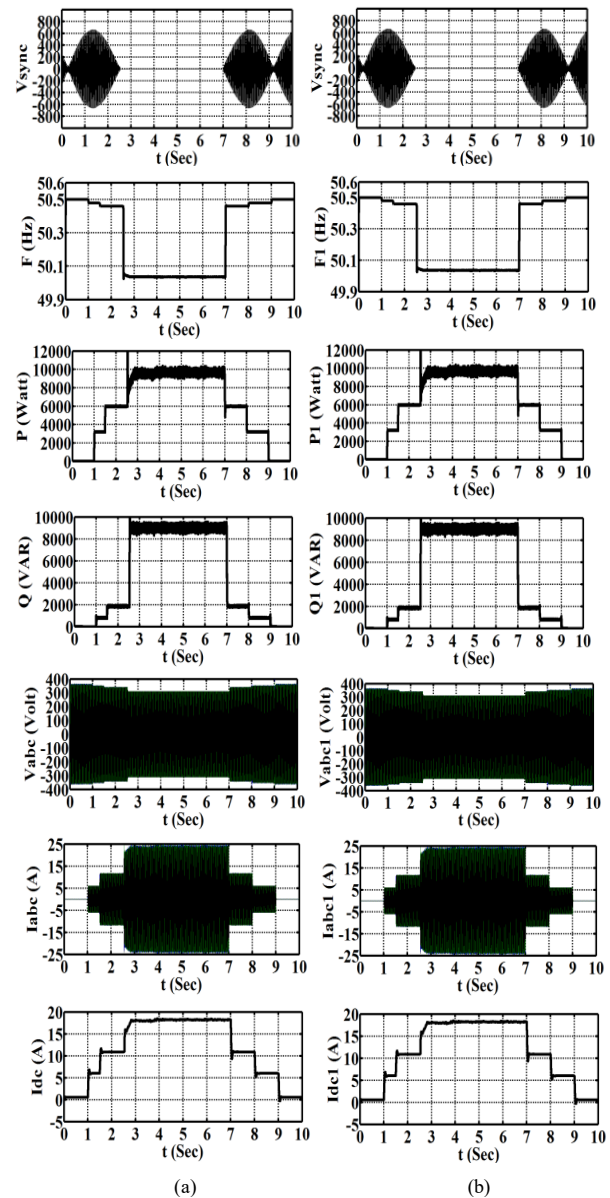 800
600
400
200
0
-200
-400
-600
-800
Vsync
0 1 2 3 4 5 6 7 8 9 10
t (Sec)
800
600
400
200
0
-200
-400
-600
-800
Vsync
0 1 2 3 4 5 6 7 8 9 10
t (Sec)
50.6
50.5
50.3
50.1
49.9
F (Hz)
0 1 2 3 4 5 6 7 8 9 10
t (Sec)
50.6
50.5
50.3
50.1
49.9
F1 (Hz)
0 1 2 3 4 5 6 7 8 9 10
t (Sec)
12000
10000
8000
6000
4000
2000
0
P (Watt)
0 1 2 3 4 5 6 7 8 9 10
t (Sec)
12000
10000
8000
6000
4000
2000
0
P1 (Watt)
0 1 2 3 4 5 6 7 8 9 10
t (Sec)
10000
8000
6000
4000
2000
0
Q (VAR)
0 1 2 3 4 5 6 7 8 9 10
t (Sec)
10000
8000
6000
4000
2000
0
Q1 (VAR)
0 1 2 3 4 5 6 7 8 9 10
t (Sec)
400
300
200
100
0
-100
-200
-300
-400
Vabc (Volt)
0 1 2 3 4 5 6 7 8 9 10
t (Sec)
400
300
200
100
0
-100
-200
-300
-400
Vabc1 (Volt)
0 1 2 3 4 5 6 7 8 9 10
t (Sec)
25
15
5
-5
-15
-25
Iabc (A)
0 1 2 3 4 5 6 7 8 9 10
t (Sec)
25
15
5
-5
-15
-25
Iabc1 (A)
0 1 2 3 4 5 6 7 8 9 10
t (Sec)
20
15
10
5
0
-5
Idc (A)
0 1 2 3 4 5 6 7 8 9 10
t (Sec)
20
15
10
5
0
-5
Idc1 (A)
0 1 2 3 4 5 6 7 8 9 10
t (Sec)
(a)
(b)